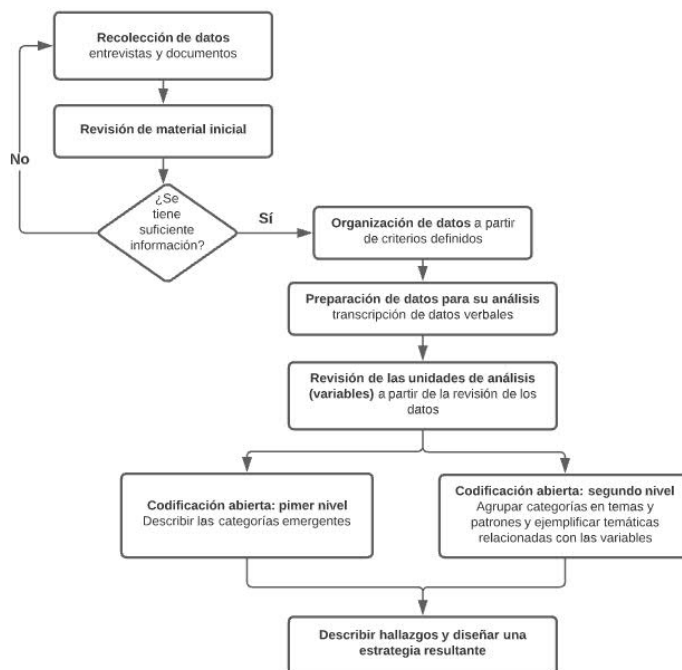 Recolección de datos
entrevistas y documentos
Revisión de material inicial
No
¿Se
tiene
suficiente
información?
Sí
Organización de datos a partir
de criterios definidos
Preparación de datos para su análisis
transcripción de datos verbales
Revisión de las unidades de análisis
(variables) a partir de la revisión de los
datos
Codificación abierta: pimer nivel
Describir las categorías emergentes
Codificación abierta: segundo nivel
Agrupar categorías en temas y
patrones y ejemplificar temáticas
relacionadas con las variables
Describir hallazgos y diseñar una
estrategia resultante